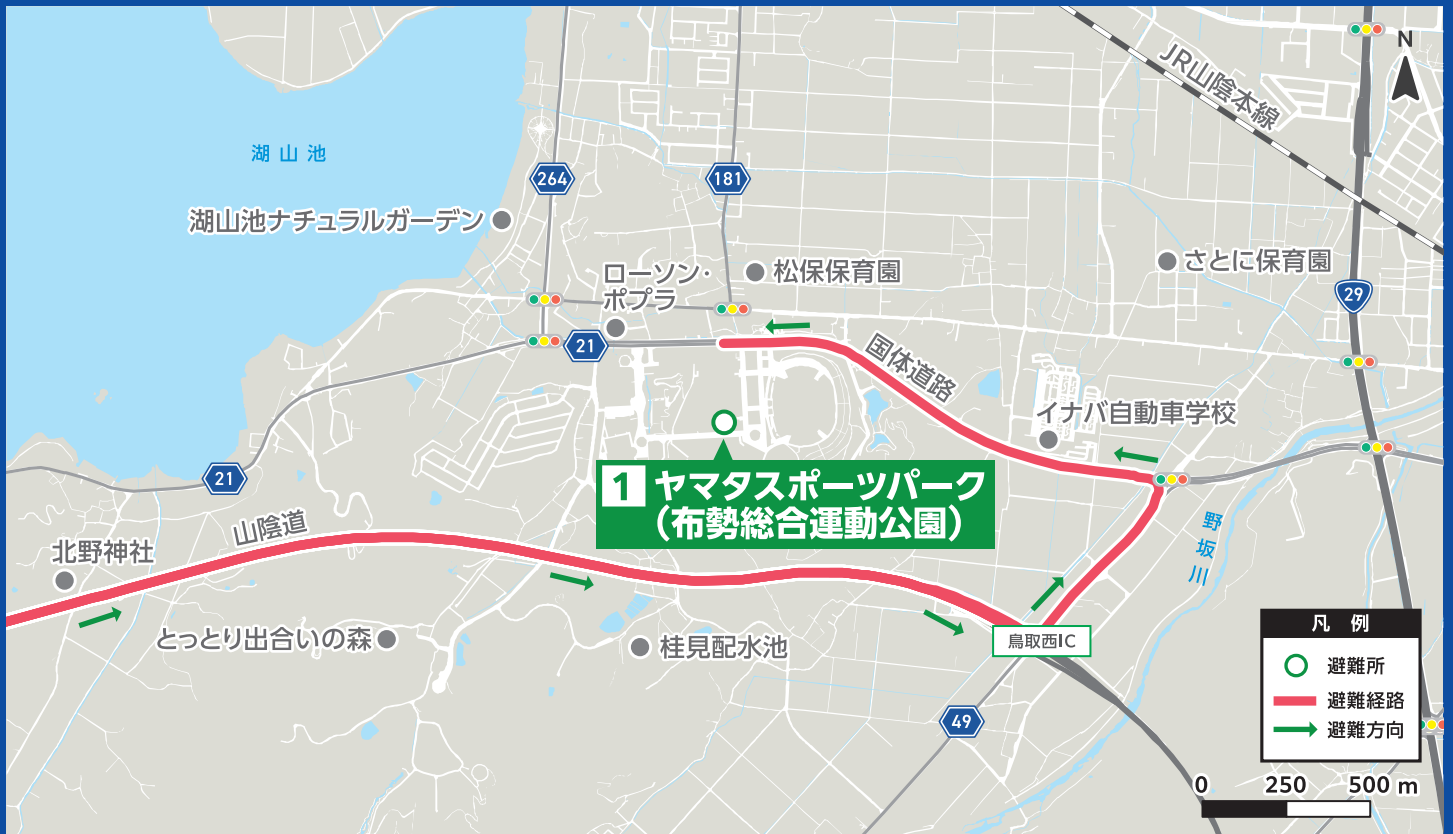 N
JR山陰本線
湖山池
264
181
湖山池ナチュラルガーデン
ローソン・
ポプラ
松保保育園
さとに保育園
29
21
国体道路
イナバ自動車学校
21
1 ヤマタスポーツパーク
（布勢総合運動公園）
山陰道
北野神社
野坂川
とっとり出合いの森
桂見配水池
鳥取西IC
49
凡 例
避難所
避難経路
避難方向
0 250 500 m